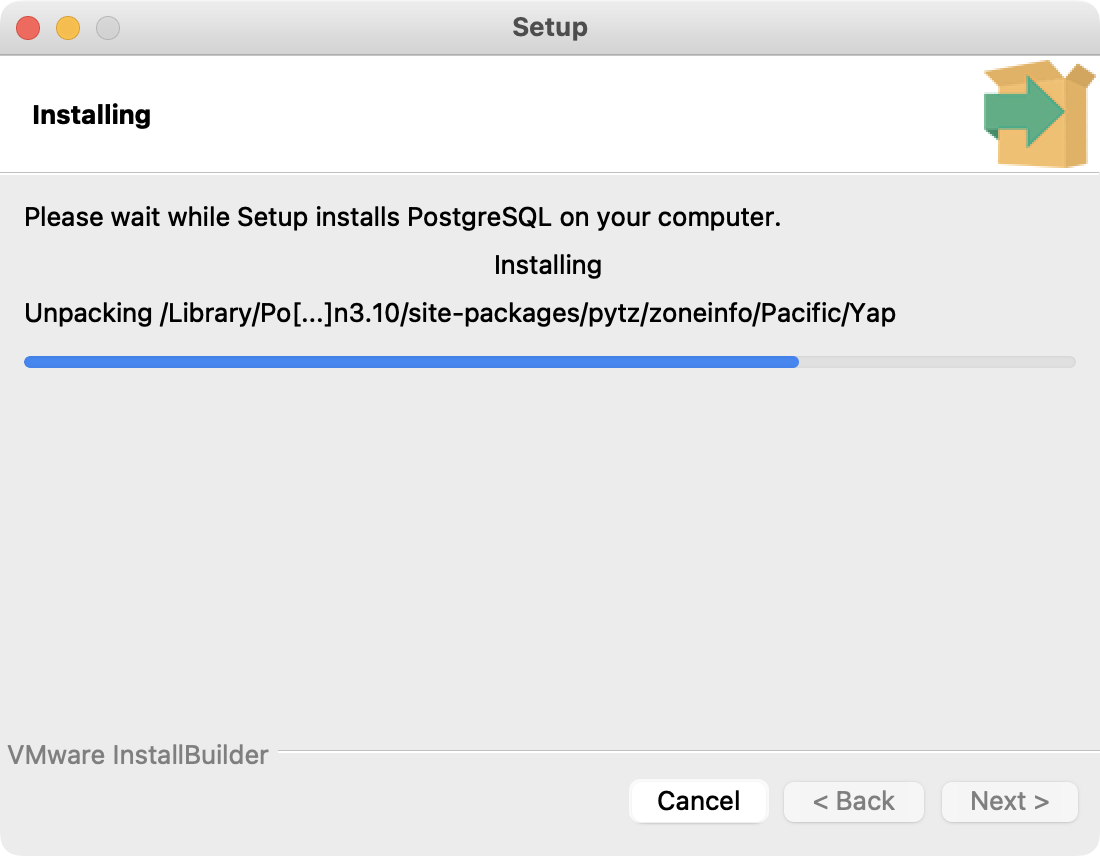 Setup
Installing
Please wait while Setup installs PostgreSQL on your computer.
Installing
Unpacking /Library/Po[...]n3.10/site-packages/pytz/zoneinfo/Pacific/Yap
VMware InstallBuilder
Cancel
< Back
Next >